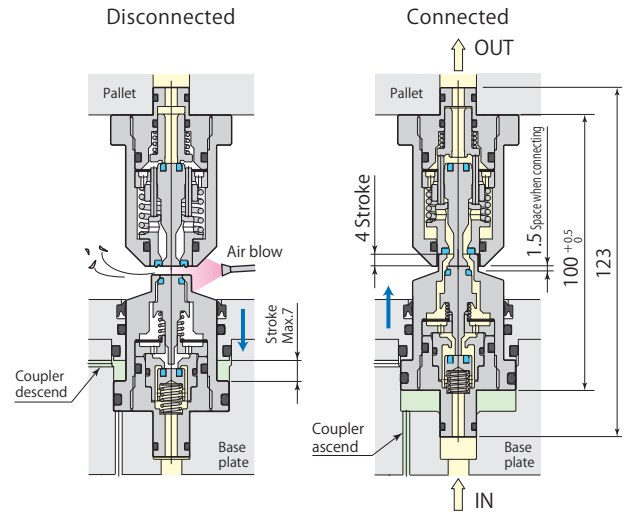 Disconnected
Pallet
Air blow
Stroke
Max.7
Coupler
descend
Base
plate
Connected
OUT
Pallet
4 Stroke
1.5 Space when connecting
100 +0.5 0
123
Coupler
ascend
Base
plate
IN